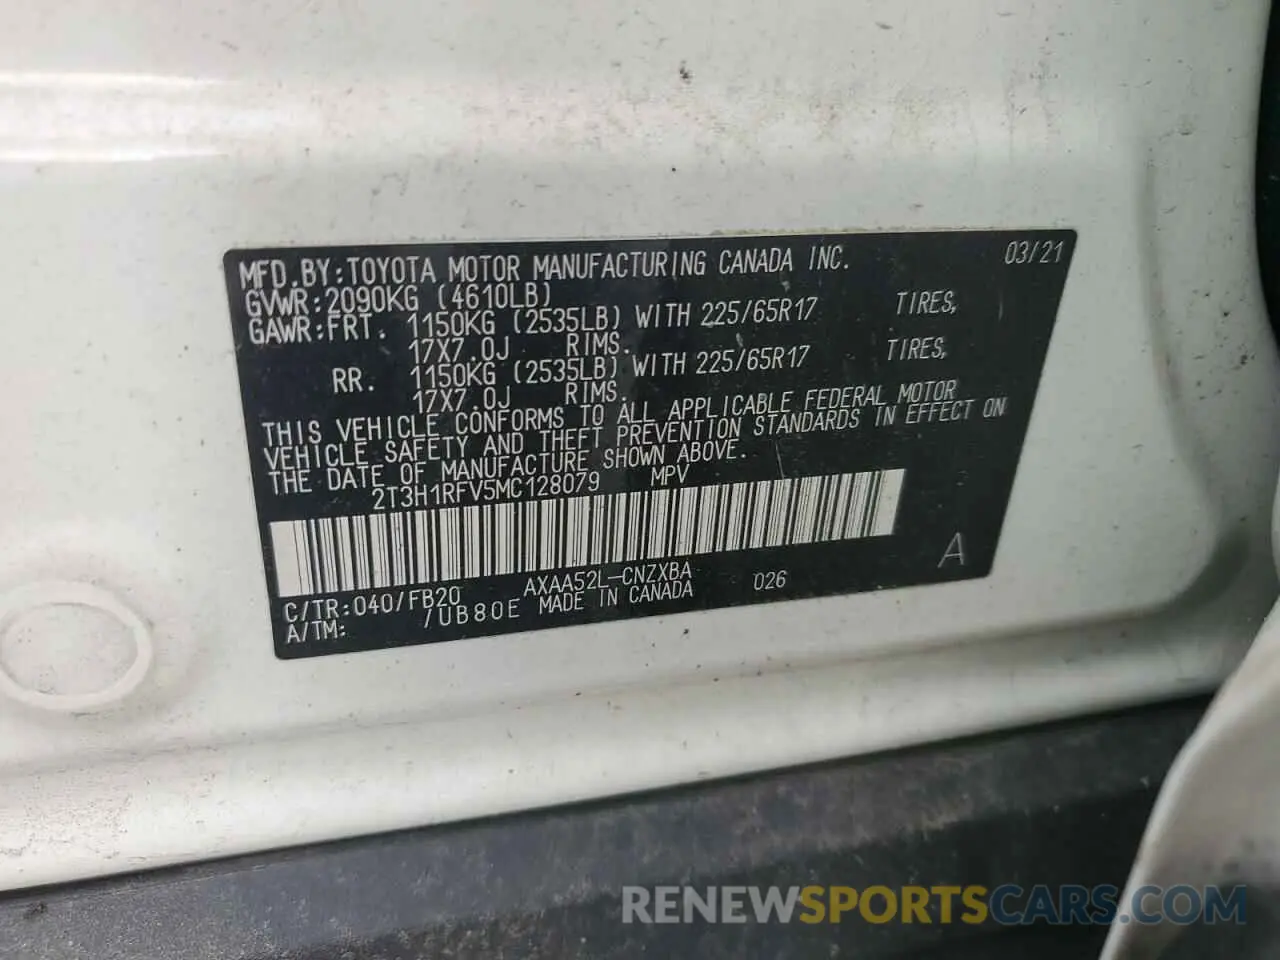 MFD.BY:TOYOTA MOTOR MANUFACTURING CANADA INC. 03/21
GVWR:2090KG (4610LB)
GAWR:FRT. 1150KG (2535LB) WITH 225/65R17 TIRES,
17X7.0J RIMS.
RR. 1150KG (2535LB) WITH 225/65R17 TIRES,
17X7.0J RIMS.
THIS VEHICLE CONFORMS TO ALL APPLICABLE FEDERAL MOTOR
VEHICLE SAFETY AND THEFT PREVENTION STANDARDS IN EFFECT ON
THE DATE OF MANUFACTURE SHOWN ABOVE.
2T3H1RFV5MC128079 MPV
C/TR:040/FB20 AXAA52L-CNZXBA 026 A
A/TM: /UB80E MADE IN CANADA
RENEWSPORTSCARS.COM